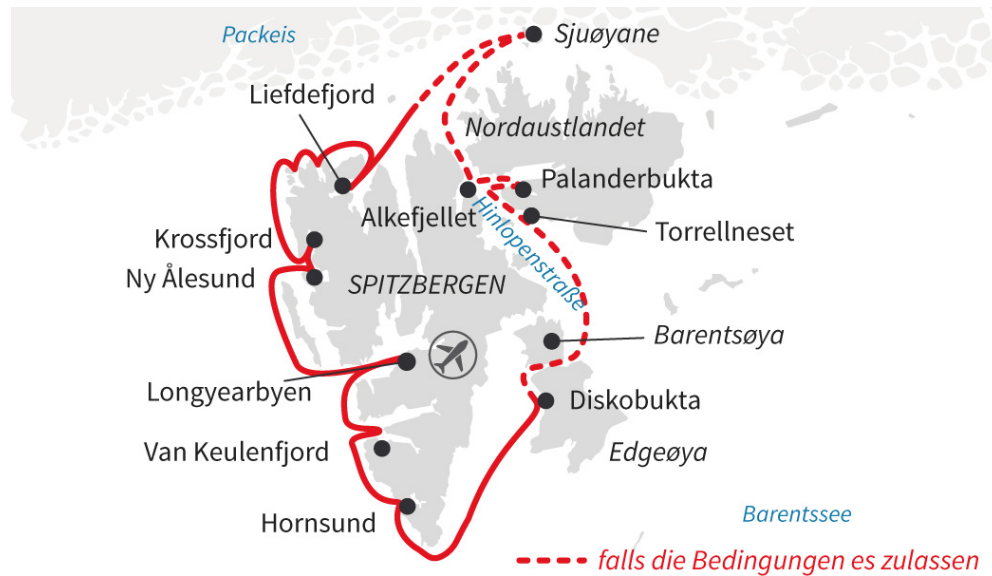 Packeis
Sjuøyane
Liefdefjord
Nordaustlandet
Palanderbukta
Alkefjellet
Torrellneset
Krossfjord
Hinlopenstraße
Ny Ålesund
SPITZBERGEN
Barentsøya
Longyearbyen
Diskobukta
Van Keulenfjord
Edgeøya
Hornsund
Barentssee
falls die Bedingungen es zulassen